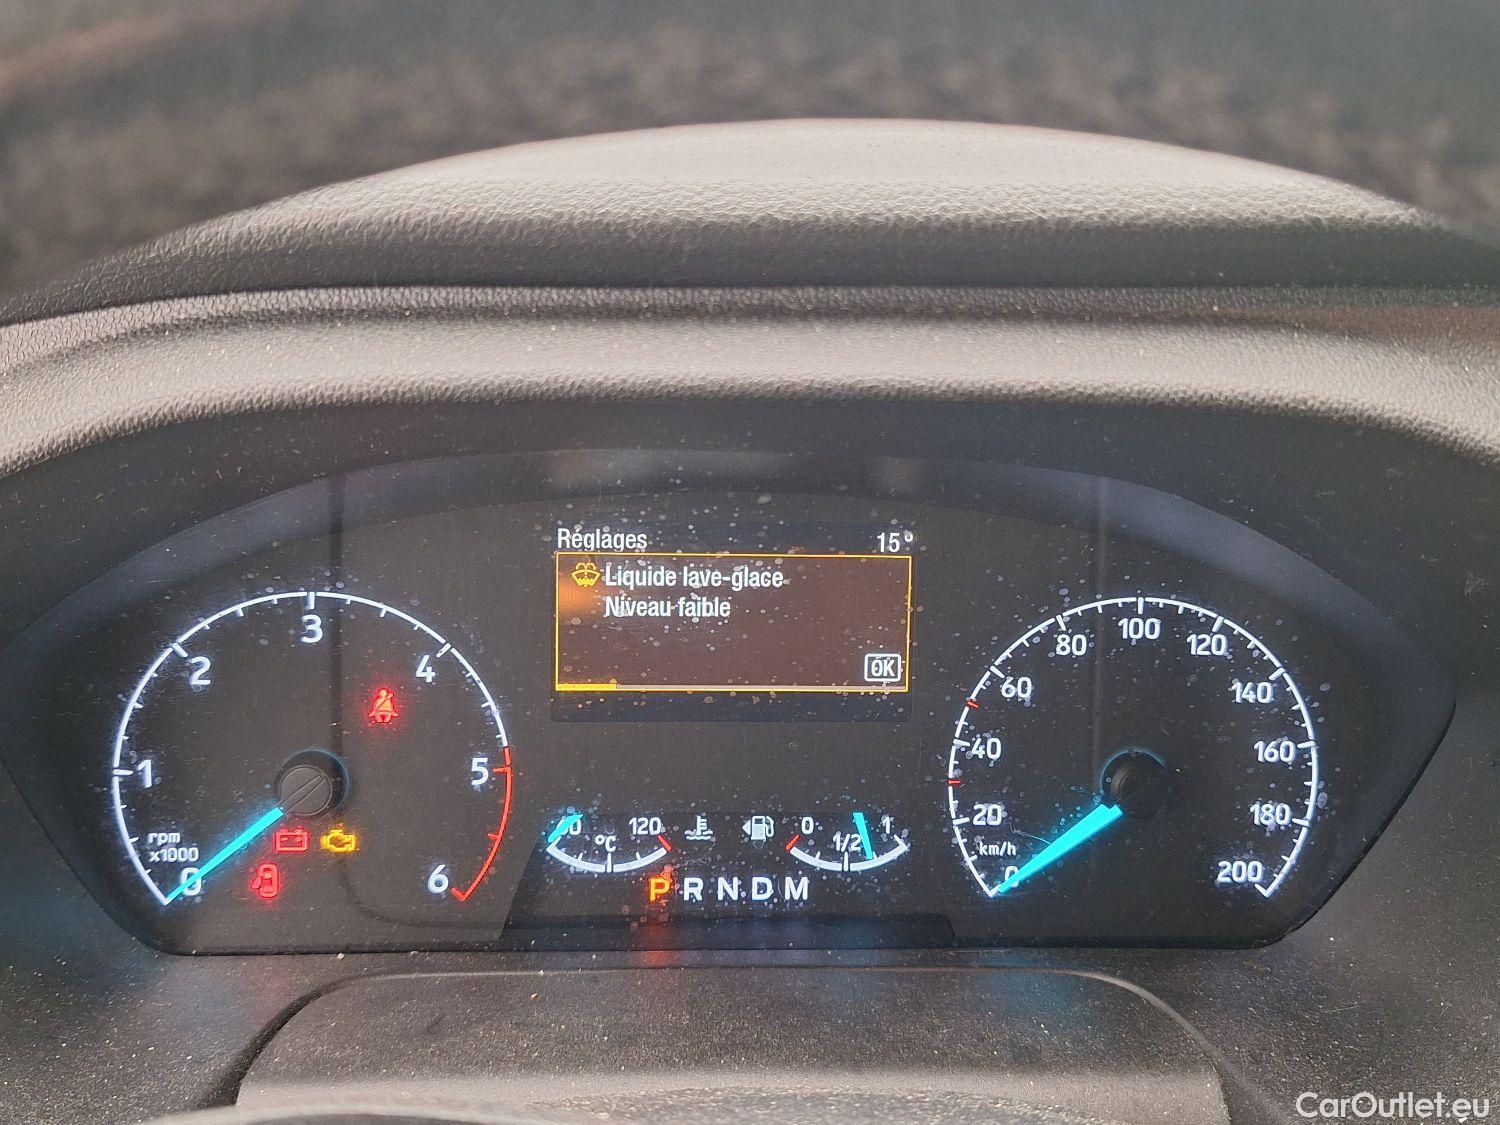 Réglages 15°
Liquide lave-glace
Niveau faible
OK
0 1 2 3 4 5 6
rpm
x1000
120
°C
0 1/2 1
P R N D M
0 20 40 60 80 100 120 140 160 180 200
km/h
CarOutlet.eu